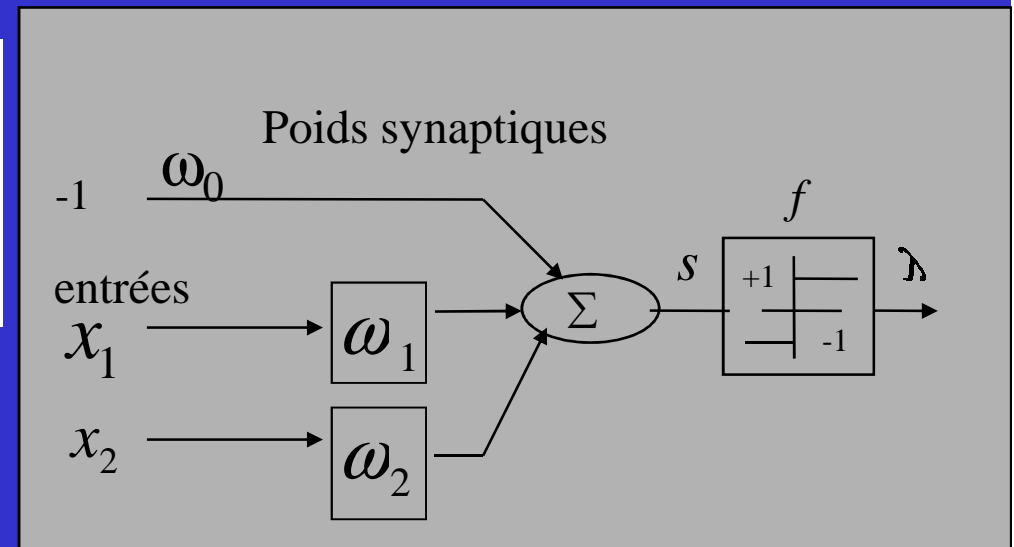 Poids synaptiques
-1 ω₀
f
entrées
x₁
ω₁
Σ
s
+1
-1
x₂
ω₂